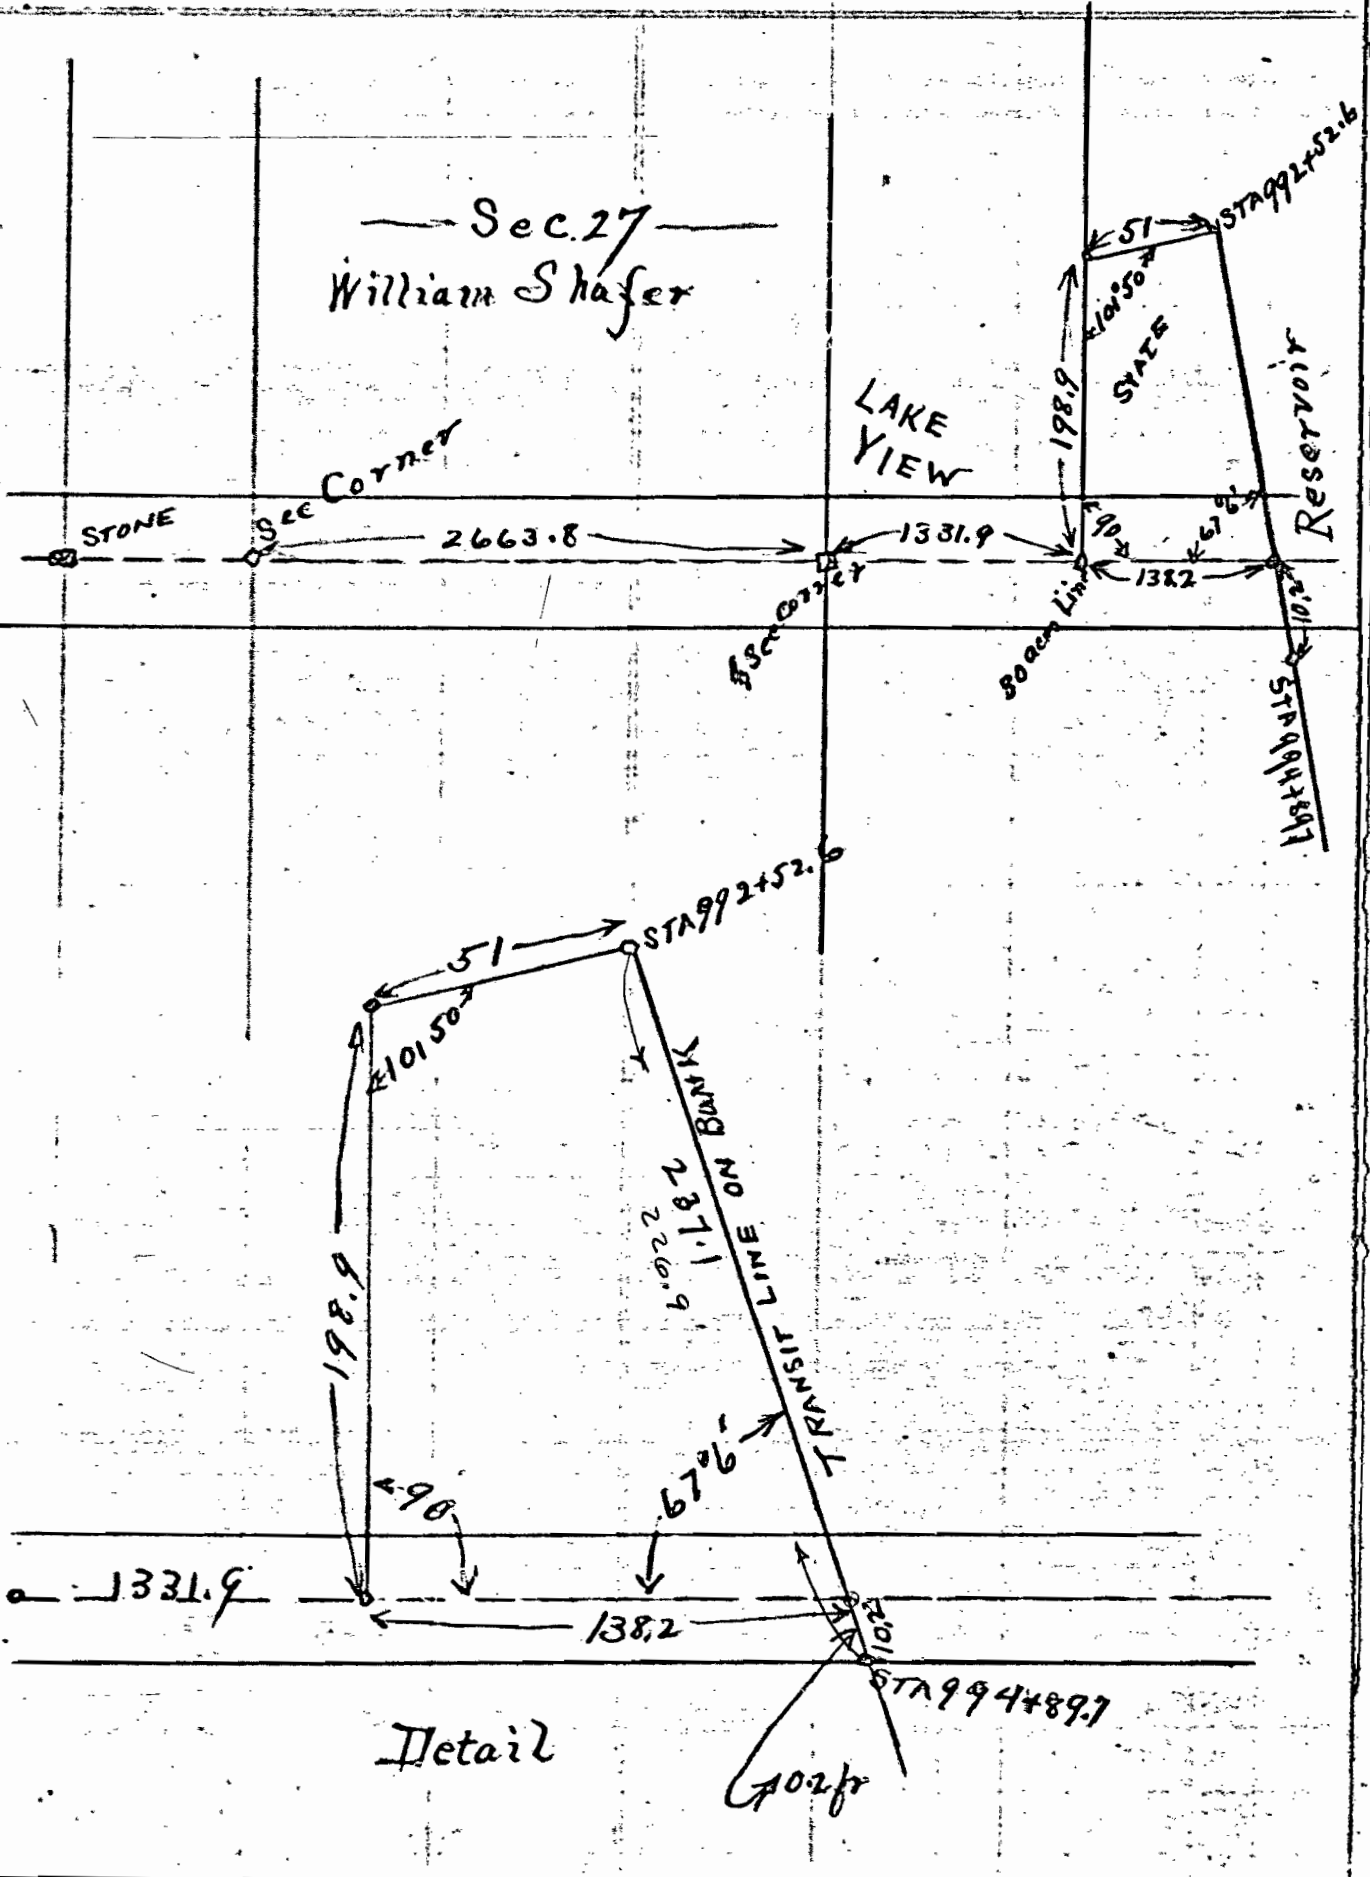 Sec. 27
William Shafer
STA 992+52.6
51
101°50
STATE
198.9
LAKE
VIEW
Reservoir
STONE
Sec Corner
2663.8
1331.9
90
67°6'
138.2
10.2
Sec Corner
80 acre Line
STA 994+89.7
STA 992+52.6
51
101 50
198.9
TRANSIT LINE ON BANK
237.1
226.9
90
67°6'
1331.9
138.2
10.2
STA 994+89.7
Detail